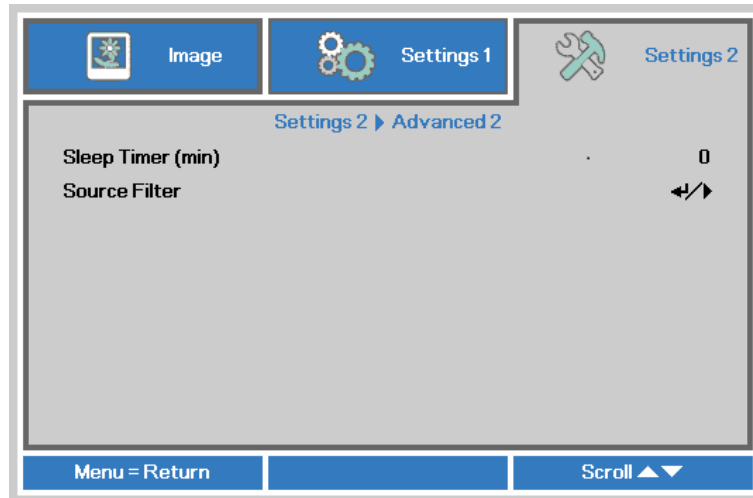 Image
Settings 1
Settings 2
Settings 2 ▶ Advanced 2
Sleep Timer (min) 0
Source Filter ↵/▶
Menu = Return
Scroll ▲▼